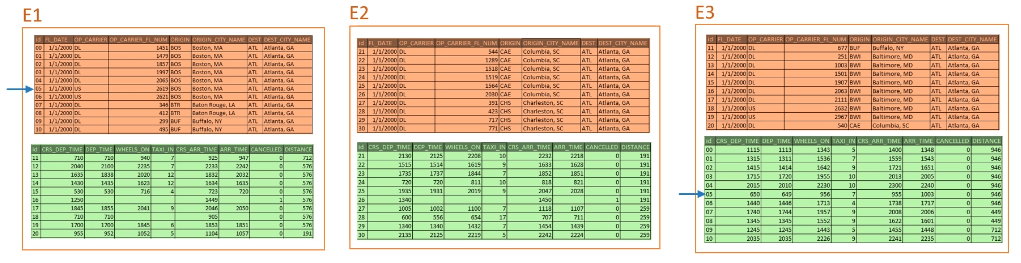 E1
E2
E3
id FL_DATE OP_CARRIER OP_CARRIER_FL_NUM ORIGIN ORIGIN_CITY_NAME DEST DEST_CITY_NAME
00 1/1/2000 DL 1451 BOS Boston, MA ATL Atlanta, GA
01 1/1/2000 DL 1479 BOS Boston, MA ATL Atlanta, GA
02 1/1/2000 DL 1857 BOS Boston, MA ATL Atlanta, GA
03 1/1/2000 DL 1997 BOS Boston, MA ATL Atlanta, GA
04 1/1/2000 DL 2065 BOS Boston, MA ATL Atlanta, GA
05 1/1/2000 US 2619 BOS Boston, MA ATL Atlanta, GA
06 1/1/2000 US 2621 BOS Boston, MA ATL Atlanta, GA
07 1/1/2000 DL 346 BTR Baton Rouge, LA ATL Atlanta, GA
08 1/1/2000 DL 412 BTR Baton Rouge, LA ATL Atlanta, GA
09 1/1/2000 DL 299 BUF Buffalo, NY ATL Atlanta, GA
10 1/1/2000 DL 495 BUF Buffalo, NY ATL Atlanta, GA
id CRS_DEP_TIME DEP_TIME WHEELS_ON TAXI_IN CRS_ARR_TIME ARR_TIME CANCELLED DISTANCE
11 710 710 940 7 925 947 0 712
12 2040 2100 2235 7 2233 2242 0 576
13 1635 1838 2020 12 1832 2032 0 576
14 1430 1435 1623 12 1634 1635 0 576
15 530 530 716 4 723 720 0 576
16 1250 1449 1 576
17 1845 1855 2041 9 2046 2050 0 576
18 710 710 905 0 576
19 1700 1700 1845 6 1852 1851 0 576
20 955 952 1052 5 1104 1057 0 191
id FL_DATE OP_CARRIER OP_CARRIER_FL_NUM ORIGIN ORIGIN_CITY_NAME DEST DEST_CITY_NAME
21 1/1/2000 DL 544 CAE Columbia, SC ATL Atlanta, GA
22 1/1/2000 DL 1289 CAE Columbia, SC ATL Atlanta, GA
23 1/1/2000 DL 1318 CAE Columbia, SC ATL Atlanta, GA
24 1/1/2000 DL 1519 CAE Columbia, SC ATL Atlanta, GA
25 1/1/2000 DL 1564 CAE Columbia, SC ATL Atlanta, GA
26 1/1/2000 DL 2030 CAE Columbia, SC ATL Atlanta, GA
27 1/1/2000 DL 391 CHS Charleston, SC ATL Atlanta, GA
28 1/1/2000 DL 423 CHS Charleston, SC ATL Atlanta, GA
29 1/1/2000 DL 717 CHS Charleston, SC ATL Atlanta, GA
30 1/1/2000 DL 771 CHS Charleston, SC ATL Atlanta, GA
id CRS_DEP_TIME DEP_TIME WHEELS_ON TAXI_IN CRS_ARR_TIME ARR_TIME CANCELLED DISTANCE
21 2130 2125 2208 10 2232 2218 0 191
22 1515 1514 1619 9 1633 1628 0 191
23 1735 1737 1844 7 1852 1851 0 191
24 720 720 811 10 818 821 0 191
25 1935 1931 2019 9 2047 2028 0 191
26 1340 1450 1 191
27 1005 1002 1100 7 1118 1107 0 259
28 600 556 654 17 707 711 0 259
29 1340 1340 1432 7 1454 1439 0 259
30 2135 2125 2219 5 2242 2224 0 259
id FL_DATE OP_CARRIER OP_CARRIER_FL_NUM ORIGIN ORIGIN_CITY_NAME DEST DEST_CITY_NAME
11 1/1/2000 DL 677 BUF Buffalo, NY ATL Atlanta, GA
12 1/1/2000 DL 251 BWI Baltimore, MD ATL Atlanta, GA
13 1/1/2000 DL 1003 BWI Baltimore, MD ATL Atlanta, GA
14 1/1/2000 DL 1501 BWI Baltimore, MD ATL Atlanta, GA
15 1/1/2000 DL 1907 BWI Baltimore, MD ATL Atlanta, GA
16 1/1/2000 DL 2063 BWI Baltimore, MD ATL Atlanta, GA
17 1/1/2000 DL 2111 BWI Baltimore, MD ATL Atlanta, GA
18 1/1/2000 US 2632 BWI Baltimore, MD ATL Atlanta, GA
19 1/1/2000 US 2967 BWI Baltimore, MD ATL Atlanta, GA
20 1/1/2000 DL 540 CAE Columbia, SC ATL Atlanta, GA
id CRS_DEP_TIME DEP_TIME WHEELS_ON TAXI_IN CRS_ARR_TIME ARR_TIME CANCELLED DISTANCE
00 1115 1113 1343 5 1400 1348 0 946
01 1315 1311 1536 7 1559 1543 0 946
02 1415 1414 1642 9 1721 1651 0 946
03 1715 1720 1955 10 2013 2005 0 946
04 2015 2010 2230 10 2300 2240 0 946
05 650 649 956 7 955 1003 0 946
06 1440 1446 1713 4 1738 1717 0 946
07 1740 1744 1957 9 2008 2006 0 449
08 1345 1345 1552 9 1622 1601 0 449
09 1245 1245 1443 5 1455 1448 0 712
10 2035 2035 2226 9 2241 2235 0 712